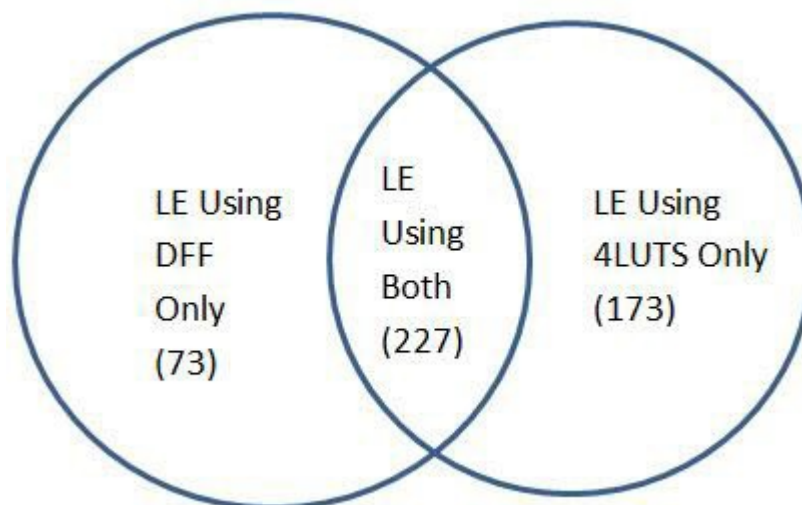 LE Using
DFF
Only
(73)
LE
Using
Both
(227)
LE Using
4LUTS Only
(173)